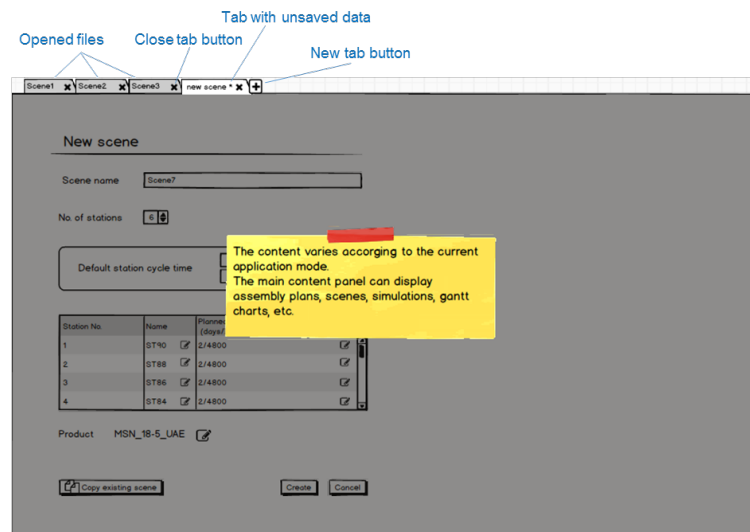 Tab with unsaved data
Opened files
Close tab button
New tab button
Scene1
Scene2
Scene3
new scene *
New scene
Scene name
Scene7
No. of stations
6
Default station cycle time
The content varies accorging to the current
application mode.
The main content panel can display
assembly plans, scenes, simulations, gantt
charts, etc.
Station No.
Name
Planned
(days/
1
ST90
2/4800
2
ST88
2/4800
3
ST86
2/4800
4
ST84
2/4800
Product
MSN_18-5_UAE
Copy existing scene
Create
Cancel